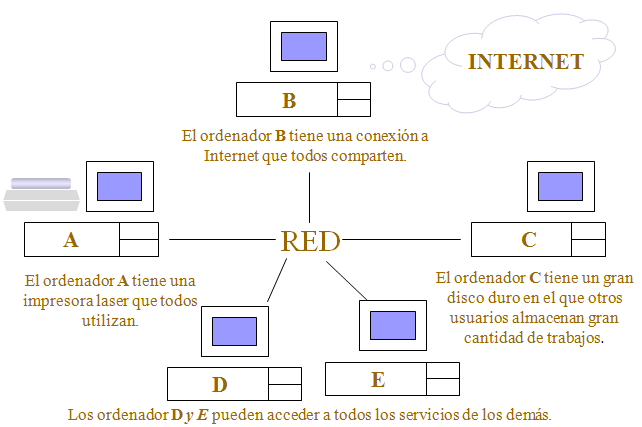 INTERNET
B
El ordenador B tiene una conexión a
Internet que todos comparten.
A
RED
C
El ordenador A tiene una
impresora laser que todos
utilizan.
El ordenador C tiene un gran
disco duro en el que otros
usuarios almacenan gran
cantidad de trabajos.
D
E
Los ordenador D y E pueden acceder a todos los servicios de los demás.